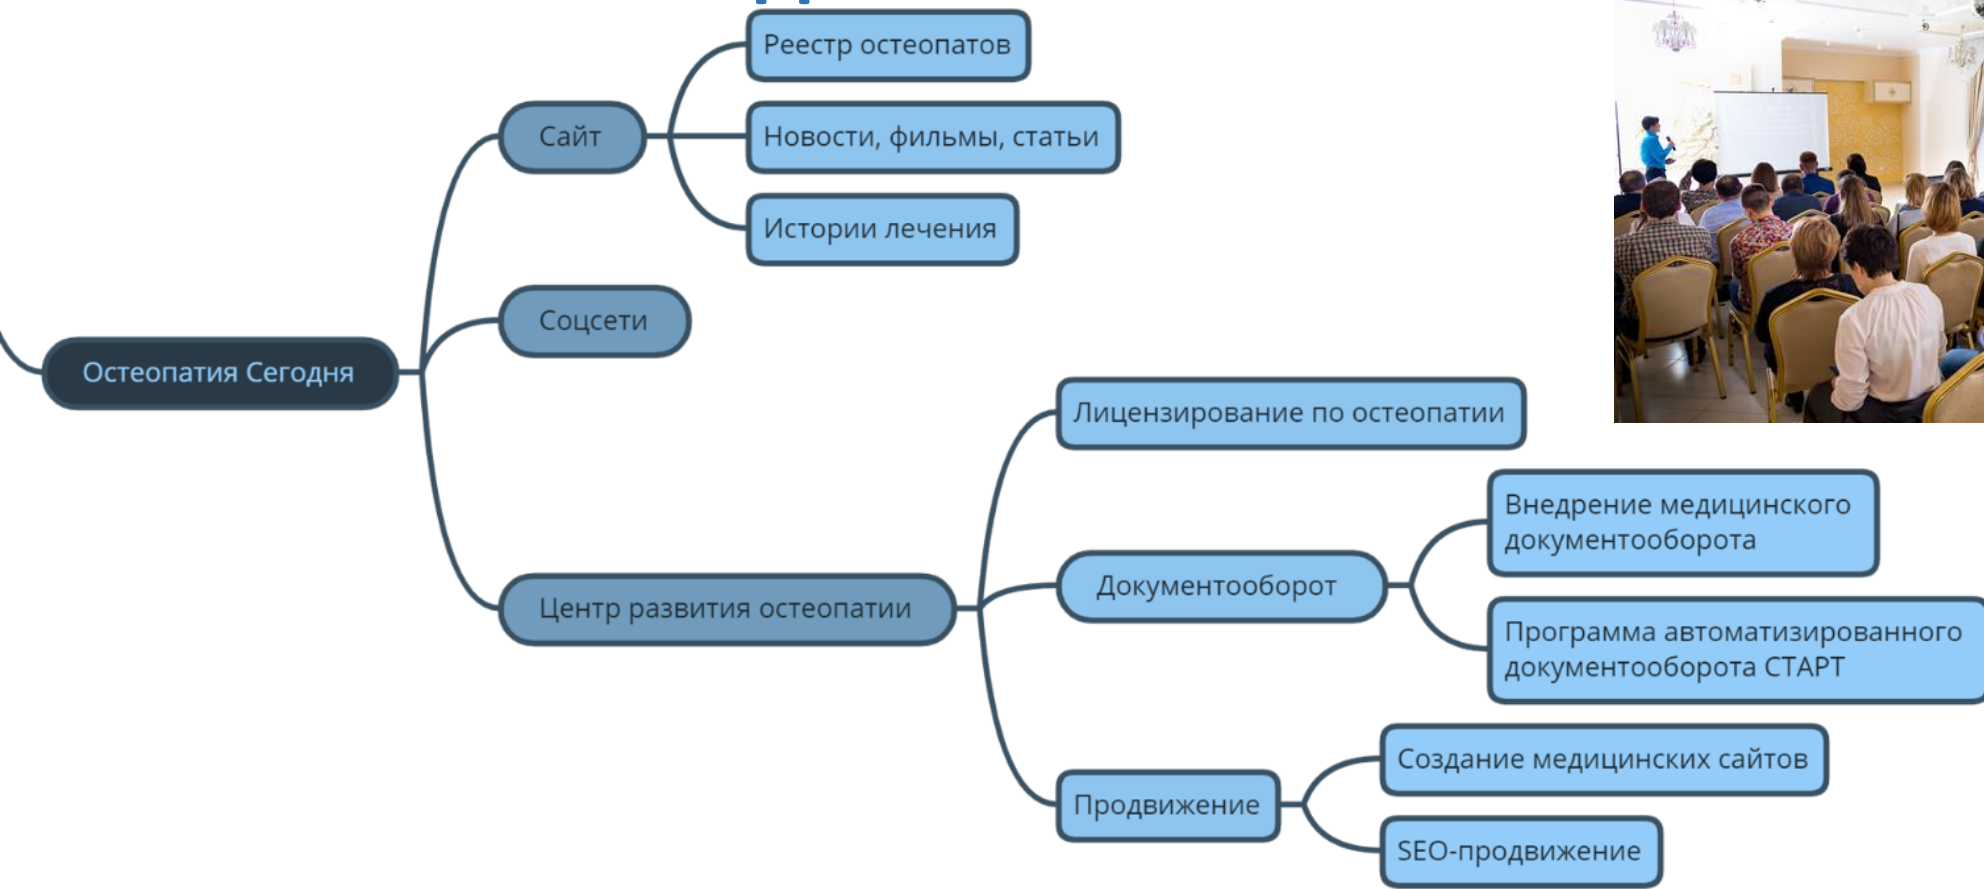 Реестр остеопатов
Сайт
Новости, фильмы, статьи
Истории лечения
Соцсети
Остеопатия Сегодня
Лицензирование по остеопатии
Внедрение медицинского
документооборота
Документооборот
Центр развития остеопатии
Программа автоматизированного
документооборота СТАРТ
Создание медицинских сайтов
Продвижение
SEO-продвижение